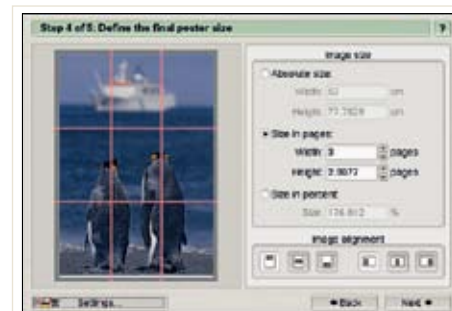 Step 4 of 5: Define the final poster size
?
Image size
Absolute size:
Width:
cm
Height:
cm
Size in pages:
Width: 3 pages
Height: pages
Size in percent:
Size: %
Image alignment
Settings...
Back
Next